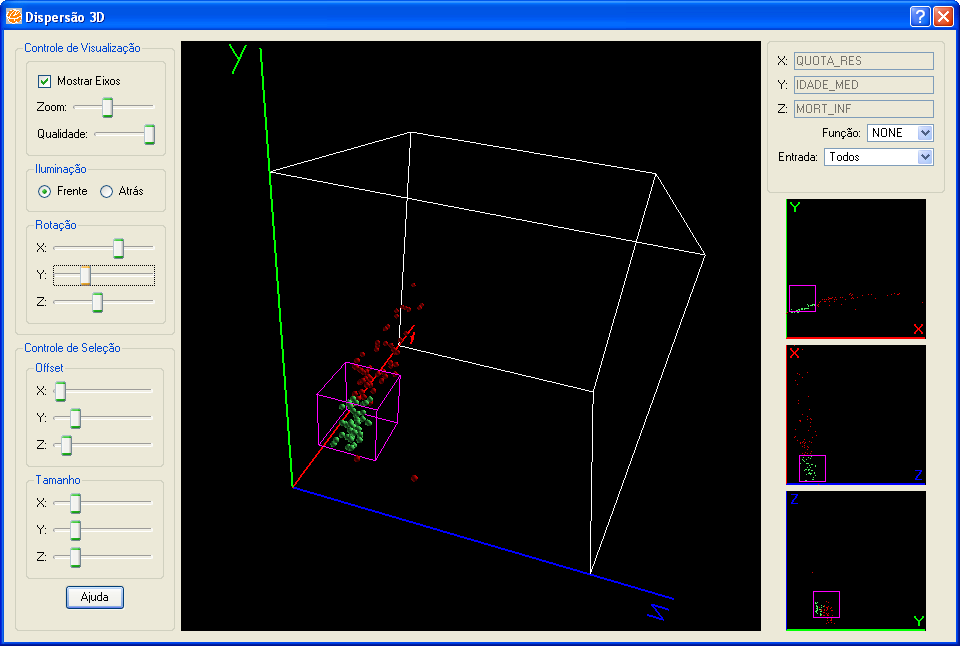 Dispersão 3D
Controle de Visualização
Mostrar Eixos
Zoom:
Qualidade:
Iluminação
Frente Atrás
Rotação
X:
Y:
Z:
Controle de Seleção
Offset
X:
Y:
Z:
Tamanho
X:
Y:
Z:
Ajuda
y
Z
X: QUOTA_RES
Y: IDADE_MED
Z: MORT_INF
Função: NONE
Entrada: Todos
Y
X
X
Z
Z
Y